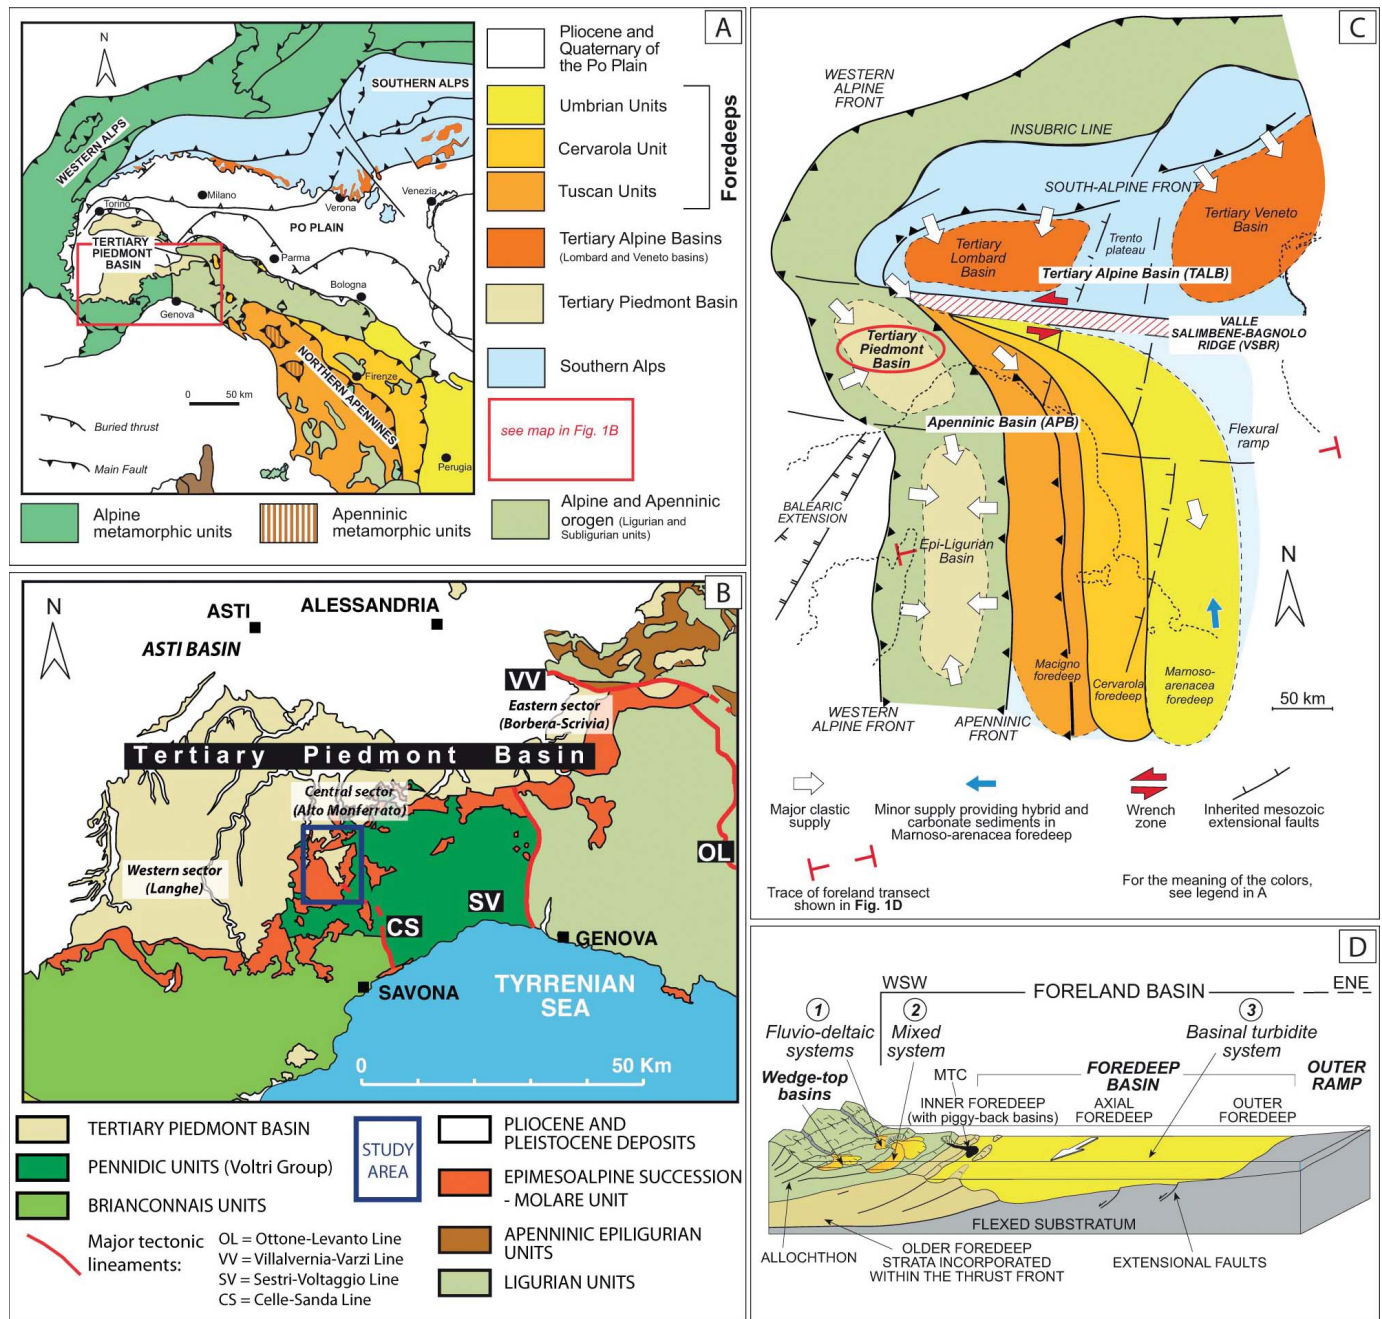 A
N
SOUTHERN ALPS
WESTERN ALPS
Milano
Venezia
Torino
Verona
PO PLAIN
TERTIARY
PIEDMONT
BASIN
Parma
Bologna
Genova
Firenze
NORTHERN APENNINES
0 50 km
Perugia
Buried thrust
Main Fault
Pliocene and
Quaternary of
the Po Plain
Umbrian Units
Cervarola Unit
Tuscan Units
Foredeeps
Tertiary Alpine Basins
(Lombard and Veneto basins)
Tertiary Piedmont Basin
Southern Alps
see map in Fig. 1B
Alpine
metamorphic units
Apenninic
metamorphic units
Alpine and Apenninic
orogen (Ligurian and
Subligurian units)
B
N
ASTI
ALESSANDRIA
ASTI BASIN
VV
Eastern sector
(Borbera-Scrivia)
Tertiary Piedmont Basin
Central sector
(Alto Monferrato)
Western sector
(Langhe)
OL
SV
CS
GENOVA
SAVONA
TYRRENIAN
SEA
0 50 Km
TERTIARY PIEDMONT BASIN
PENNIDIC UNITS (Voltri Group)
BRIANCONNAIS UNITS
Major tectonic
lineaments:
OL = Ottone-Levanto Line
VV = Villalvernia-Varzi Line
SV = Sestri-Voltaggio Line
CS = Celle-Sanda Line
STUDY
AREA
PLIOCENE AND
PLEISTOCENE DEPOSITS
EPIMESOALPINE SUCCESSION
- MOLARE UNIT
APENNINIC EPILIGURIAN
UNITS
LIGURIAN UNITS
C
WESTERN
ALPINE
FRONT
INSUBRIC LINE
SOUTH-ALPINE FRONT
Tertiary Veneto
Basin
Tertiary
Lombard
Basin
Trento
plateau
Tertiary Alpine Basin (TALB)
VALLE
SALIMBENE-BAGNOLO
RIDGE (VSBR)
Tertiary
Piedmont
Basin
Apenninic Basin (APB)
Flexural
ramp
BALEARIC
EXTENSION
Epi-Ligurian
Basin
N
Macigno
foredeep
Cervarola
foredeep
Marnoso-
arenacea
foredeep
50 km
WESTERN
ALPINE FRONT
APENNINIC
FRONT
Major clastic
supply
Minor supply providing hybrid and
carbonate sediments in
Marnoso-arenacea foredeep
Wrench
zone
Inherited mesozoic
extensional faults
Trace of foreland transect
shown in Fig. 1D
For the meaning of the colors,
see legend in A
D
WSW
FORELAND BASIN
ENE
1
2
3
Fluvio-deltaic
systems
Mixed
system
Basinal turbidite
system
Wedge-top
basins
MTC
FOREDEEP
BASIN
OUTER
RAMP
INNER FOREDEEP
(with piggy-back basins)
AXIAL
FOREDEEP
OUTER
FOREDEEP
FLEXED SUBSTRATUM
ALLOCHTHON
OLDER FOREDEEP
STRATA INCORPORATED
WITHIN THE THRUST FRONT
EXTENSIONAL FAULTS